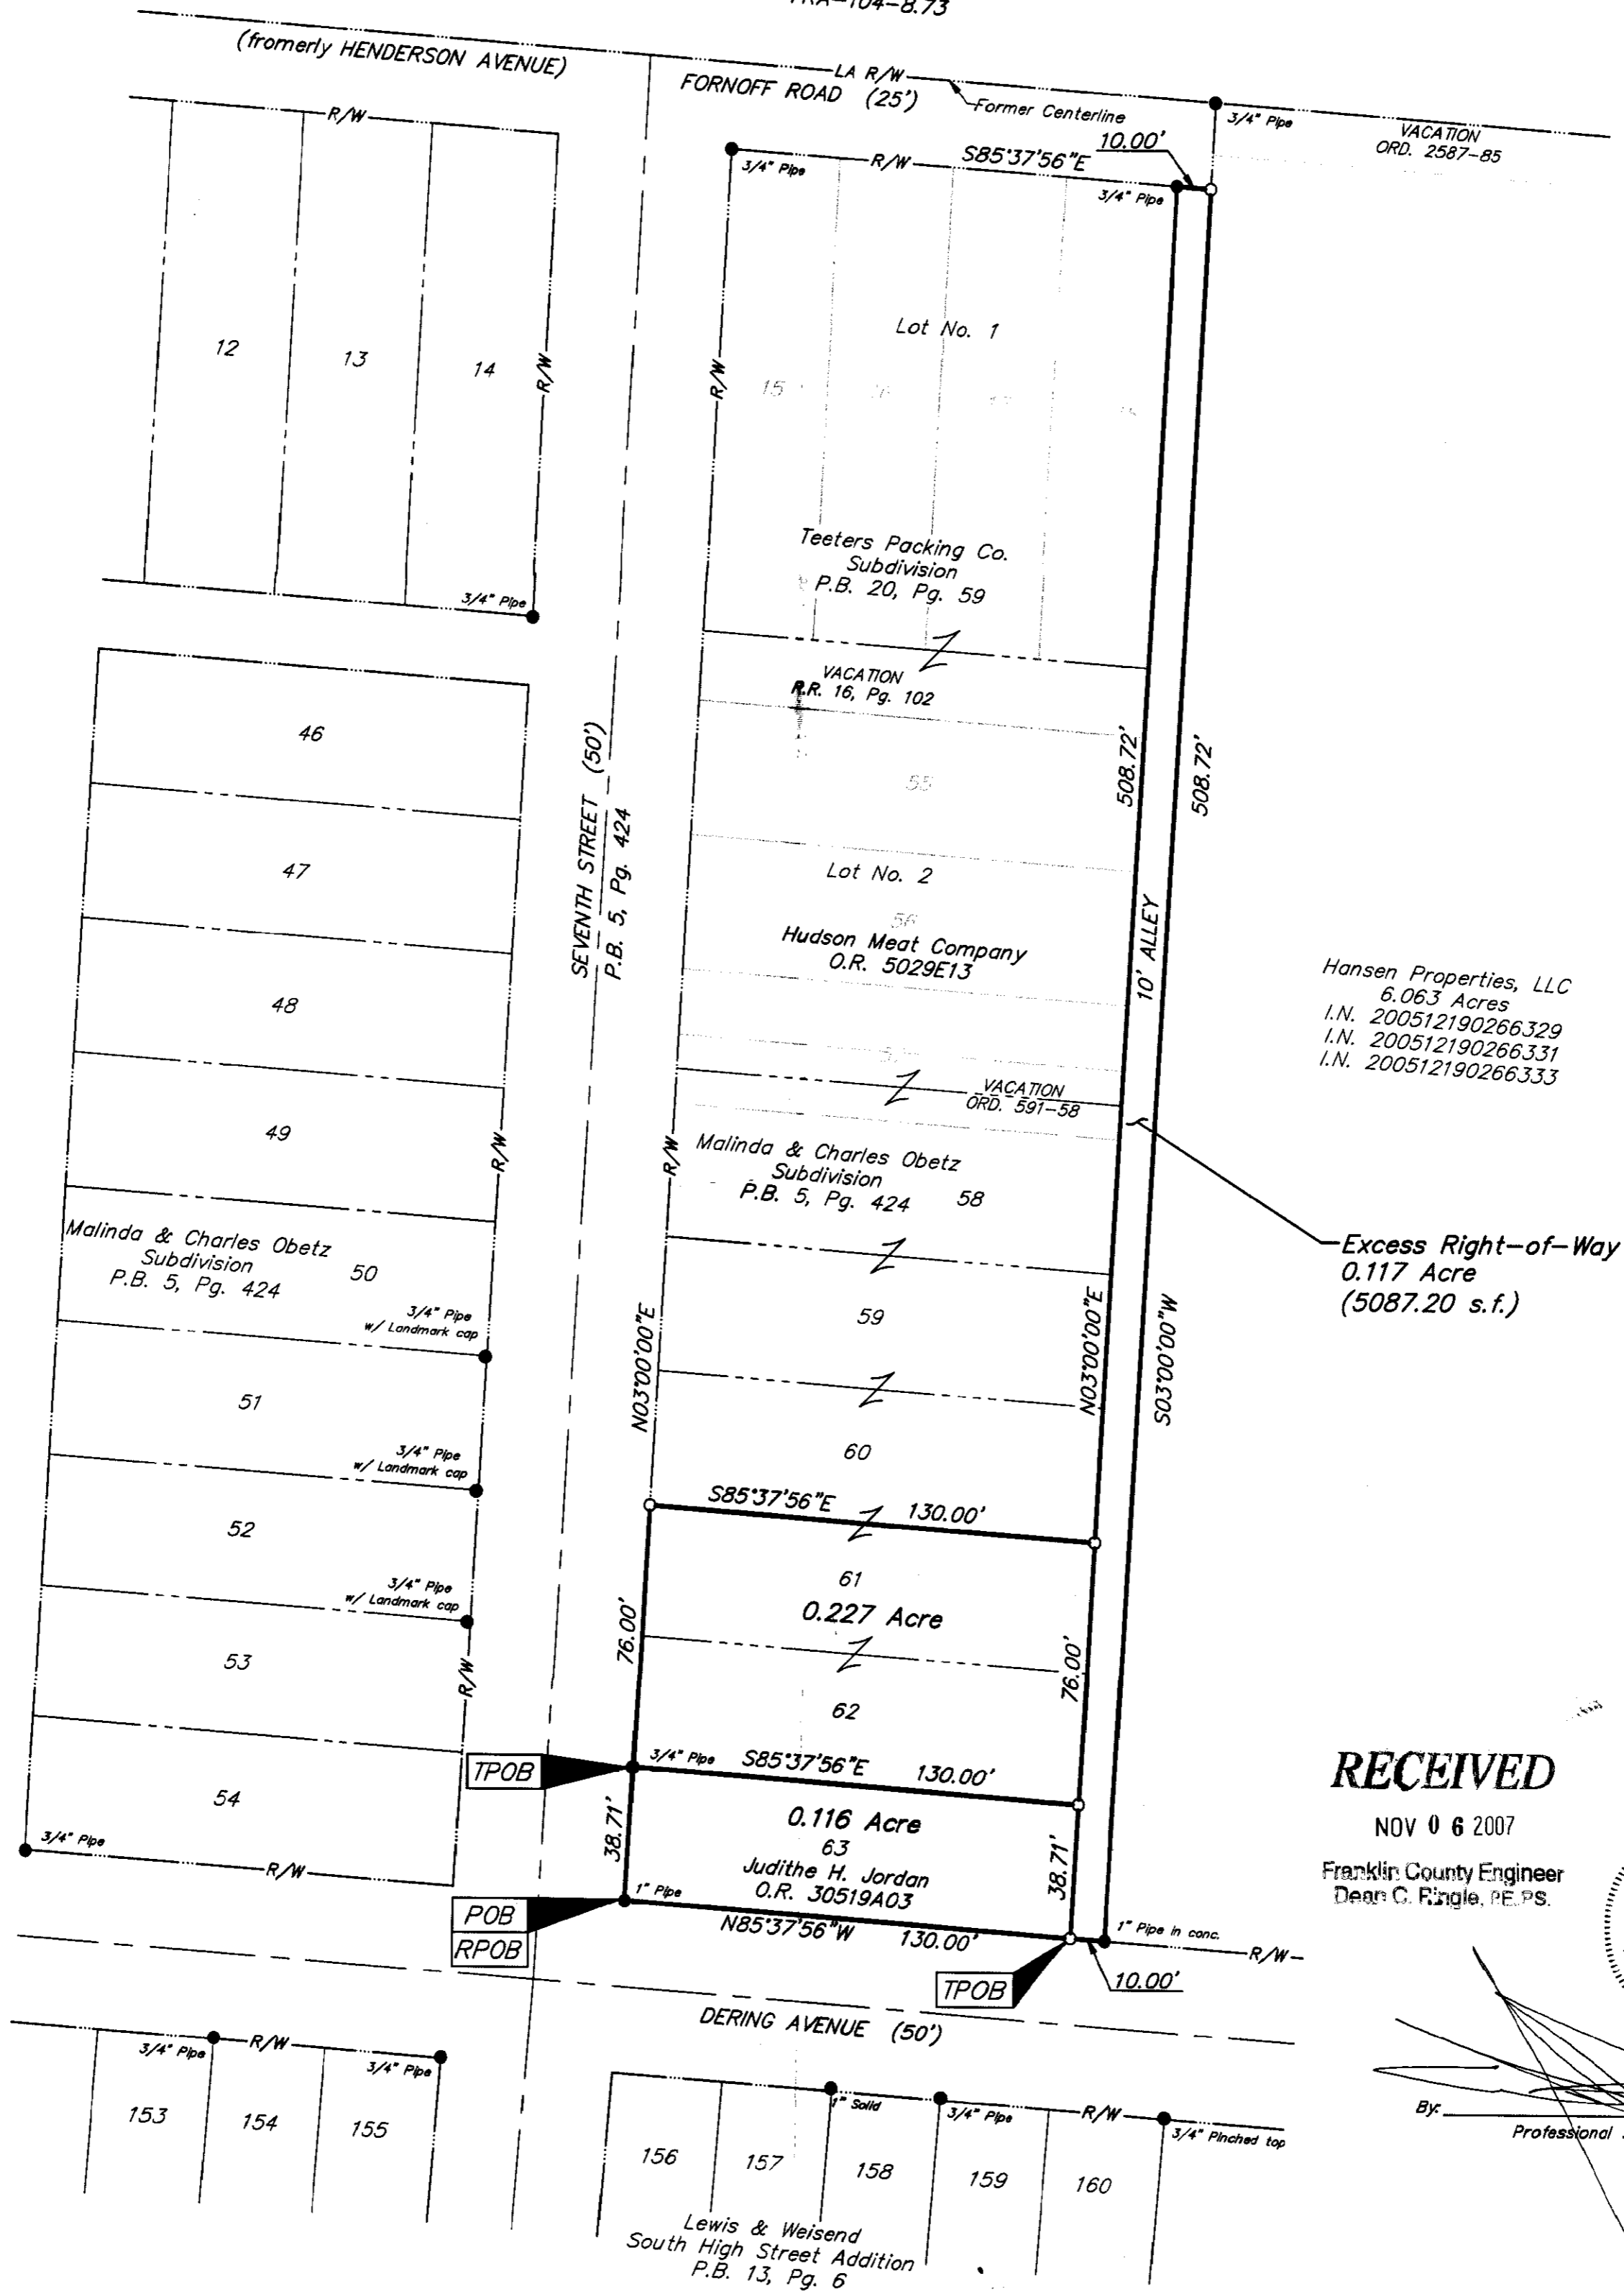 FRA-104-8.73
(fromerly HENDERSON AVENUE)
LA R/W
FORNOFF ROAD (25')
Former Centerline
3/4" Pipe
VACATION
ORD. 2587-85
R/W
3/4" Pipe
R/W
S85°37'56"E
10.00'
3/4" Pipe
12
13
14
R/W
R/W
Lot No. 1
15
Teeters Packing Co.
Subdivision
P.B. 20, Pg. 59
3/4" Pipe
VACATION
R.R. 16, Pg. 102
46
47
48
49
SEVENTH STREET (50')
P.B. 5, Pg. 424
55
508.72'
508.72'
Lot No. 2
56
Hudson Meat Company
O.R. 5029E13
10' ALLEY
Hansen Properties, LLC
6.063 Acres
I.N. 200512190266329
I.N. 200512190266331
I.N. 200512190266333
VACATION
ORD. 591-58
R/W
R/W
Malinda & Charles Obetz
Subdivision
P.B. 5, Pg. 424
58
Malinda & Charles Obetz
Subdivision
P.B. 5, Pg. 424
50
Excess Right-of-Way
0.117 Acre
(5087.20 s.f.)
3/4" Pipe
w/ Landmark cap
59
N03°00'00"E
N03°00'00"E
S03°00'00"W
51
3/4" Pipe
w/ Landmark cap
60
S85°37'56"E 130.00'
52
3/4" Pipe
w/ Landmark cap
61
0.227 Acre
76.00'
76.00'
53
R/W
62
TPOB
3/4" Pipe
S85°37'56"E 130.00'
54
3/4" Pipe
R/W
38.71'
0.116 Acre
63
Judithe H. Jordan
O.R. 30519A03
38.71'
RECEIVED
NOV 06 2007
Franklin County Engineer
Dean C. Ringle, PE, PS.
POB
RPOB
1" Pipe
N85°37'56"W 130.00'
1" Pipe in conc.
R/W
TPOB
10.00'
DERING AVENUE (50')
3/4" Pipe
R/W
3/4" Pipe
153
154
155
1" Solid
3/4" Pipe
R/W
3/4" Pinched top
156
157
158
159
160
By:
Professional
Lewis & Weisend
South High Street Addition
P.B. 13, Pg. 6